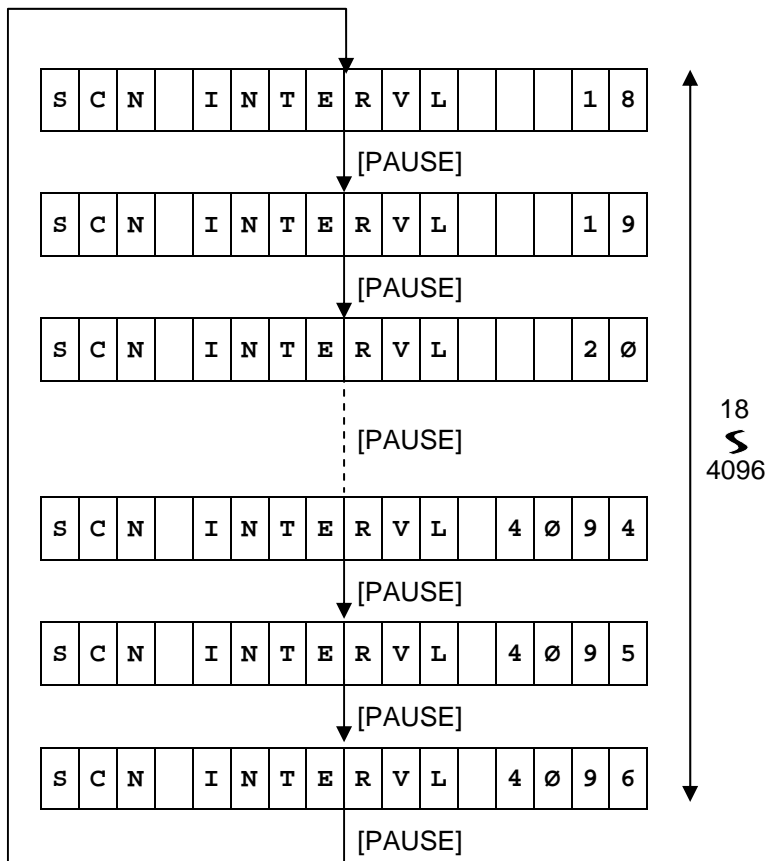 SCN INTERVL 18
[PAUSE]
SCN INTERVL 19
[PAUSE]
SCN INTERVL 2Ø
[PAUSE]
18
∽
4096
SCN INTERVL 4Ø94
[PAUSE]
SCN INTERVL 4Ø95
[PAUSE]
SCN INTERVL 4Ø96
[PAUSE]